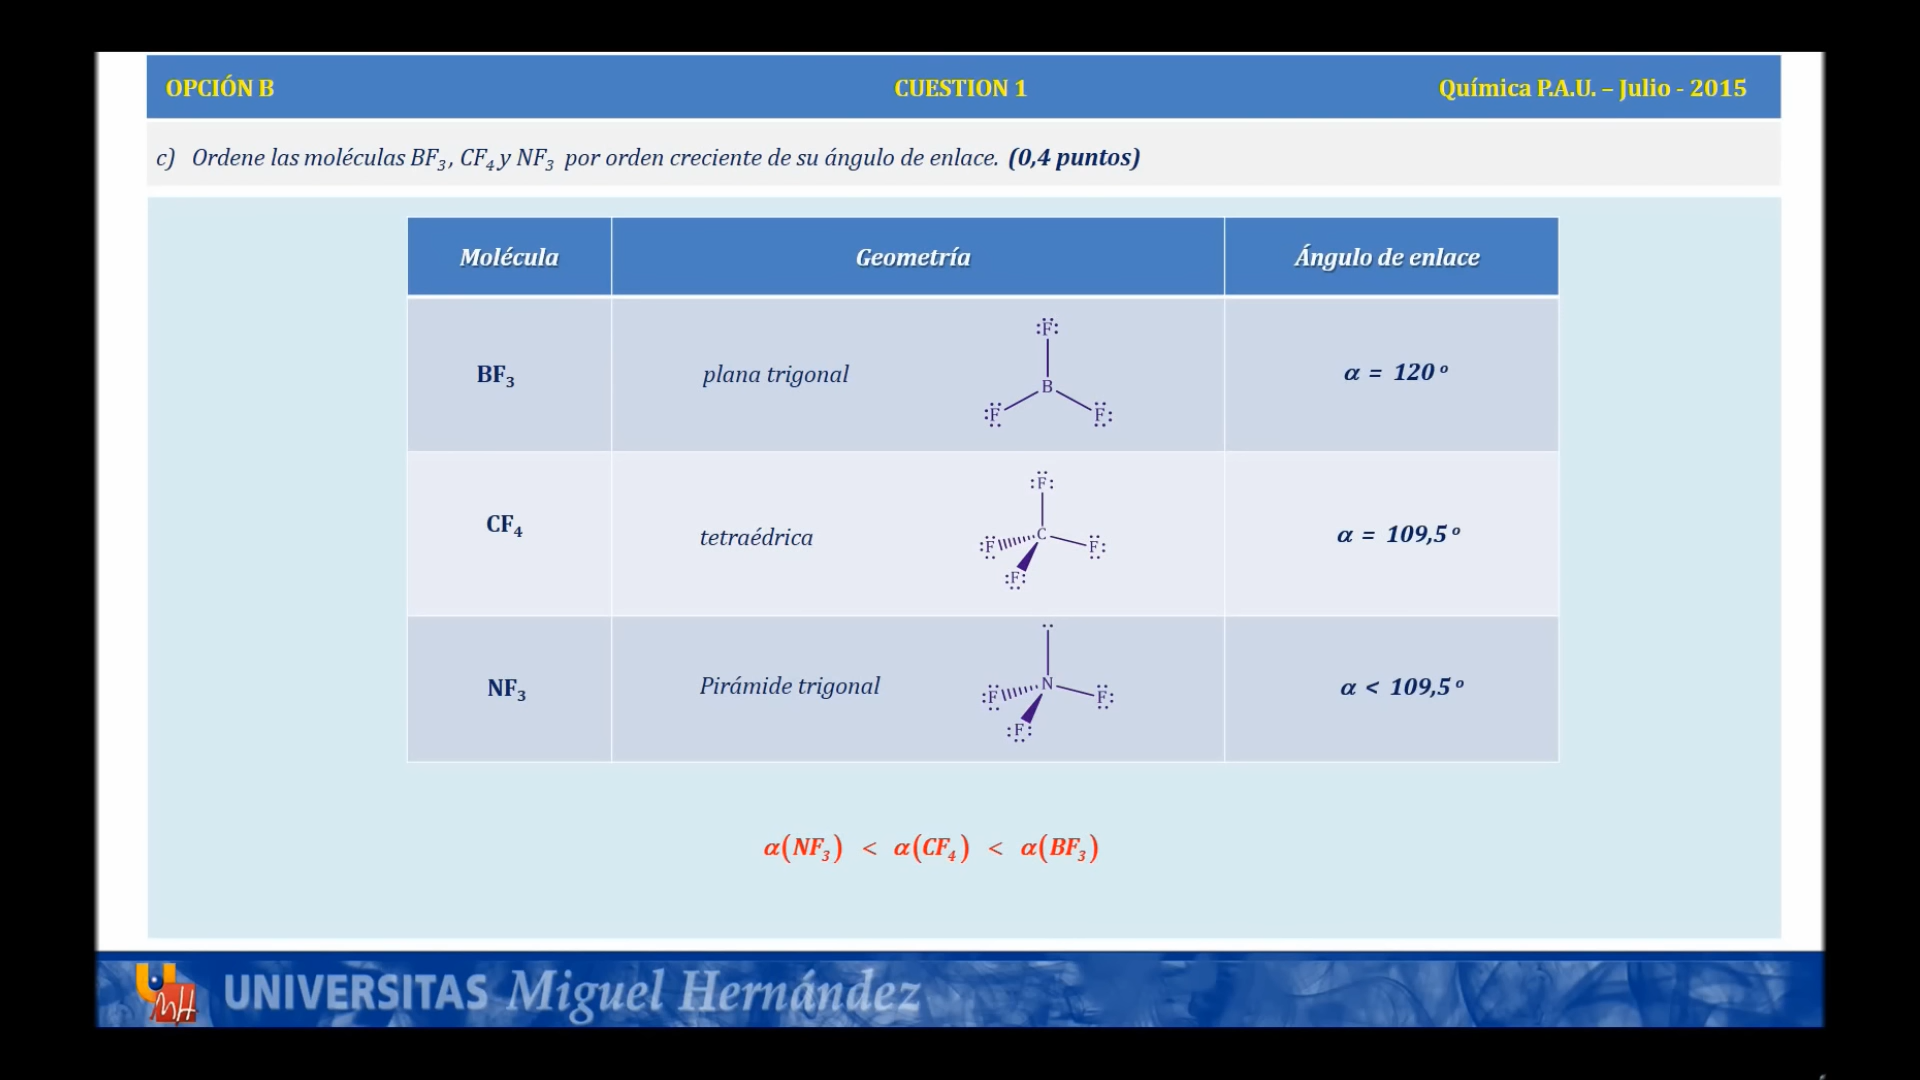 OPCIÓN B CUESTION 1 Química P.A.U. – Julio - 2015
c) Ordene las moléculas BF₃, CF₄ y NF₃ por orden creciente de su ángulo de enlace. (0,4 puntos)
Molécula Geometría Ángulo de enlace
:F:
BF₃ plana trigonal α = 120 º
B
:F F:
:F:
CF₄ tetraédrica α = 109,5 º
C
:F F:
:F:
NF₃ Pirámide trigonal α < 109,5 º
N
:F F:
:F:
α(NF₃) < α(CF₄) < α(BF₃)
UMH UNIVERSITAS Miguel Hernández